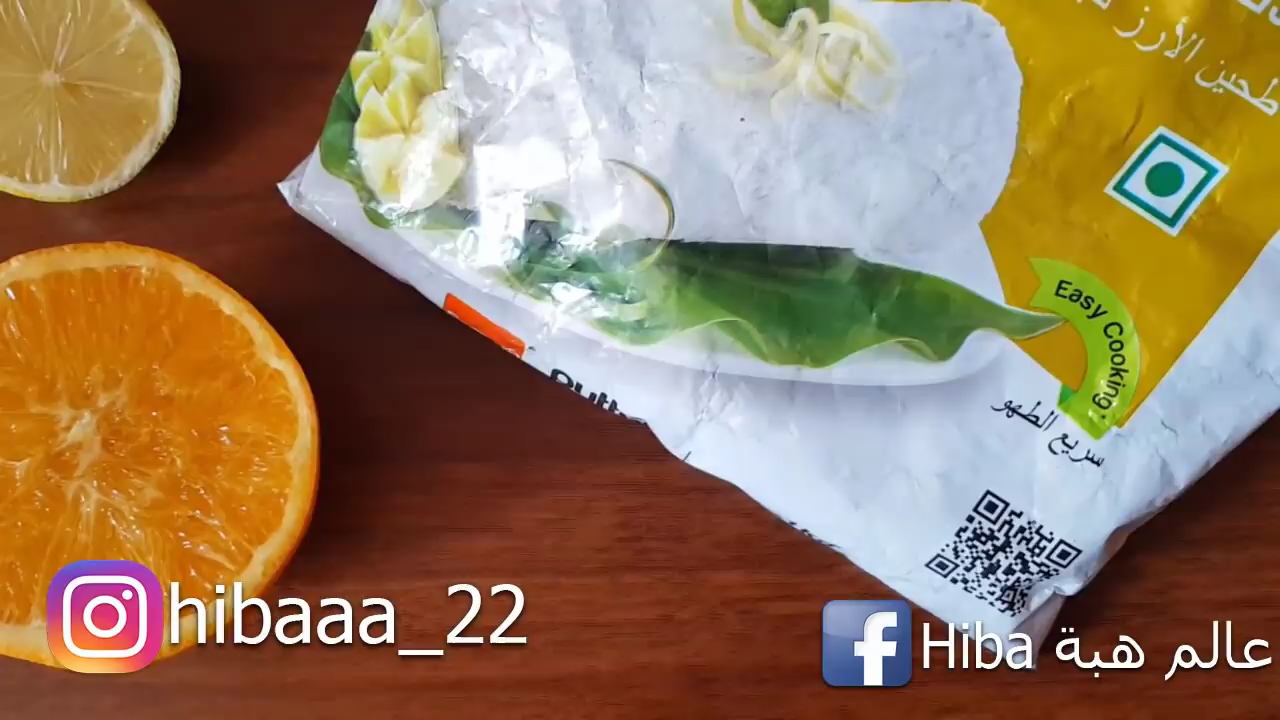 طحين الأرز
Easy Cooking
سريع الطهو
hibaaa_22
Hiba عالم هبة